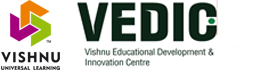 VISHNU
UNIVERSAL LEARNING
VEDIC
Vishnu Educational Development &
Innovation Centre